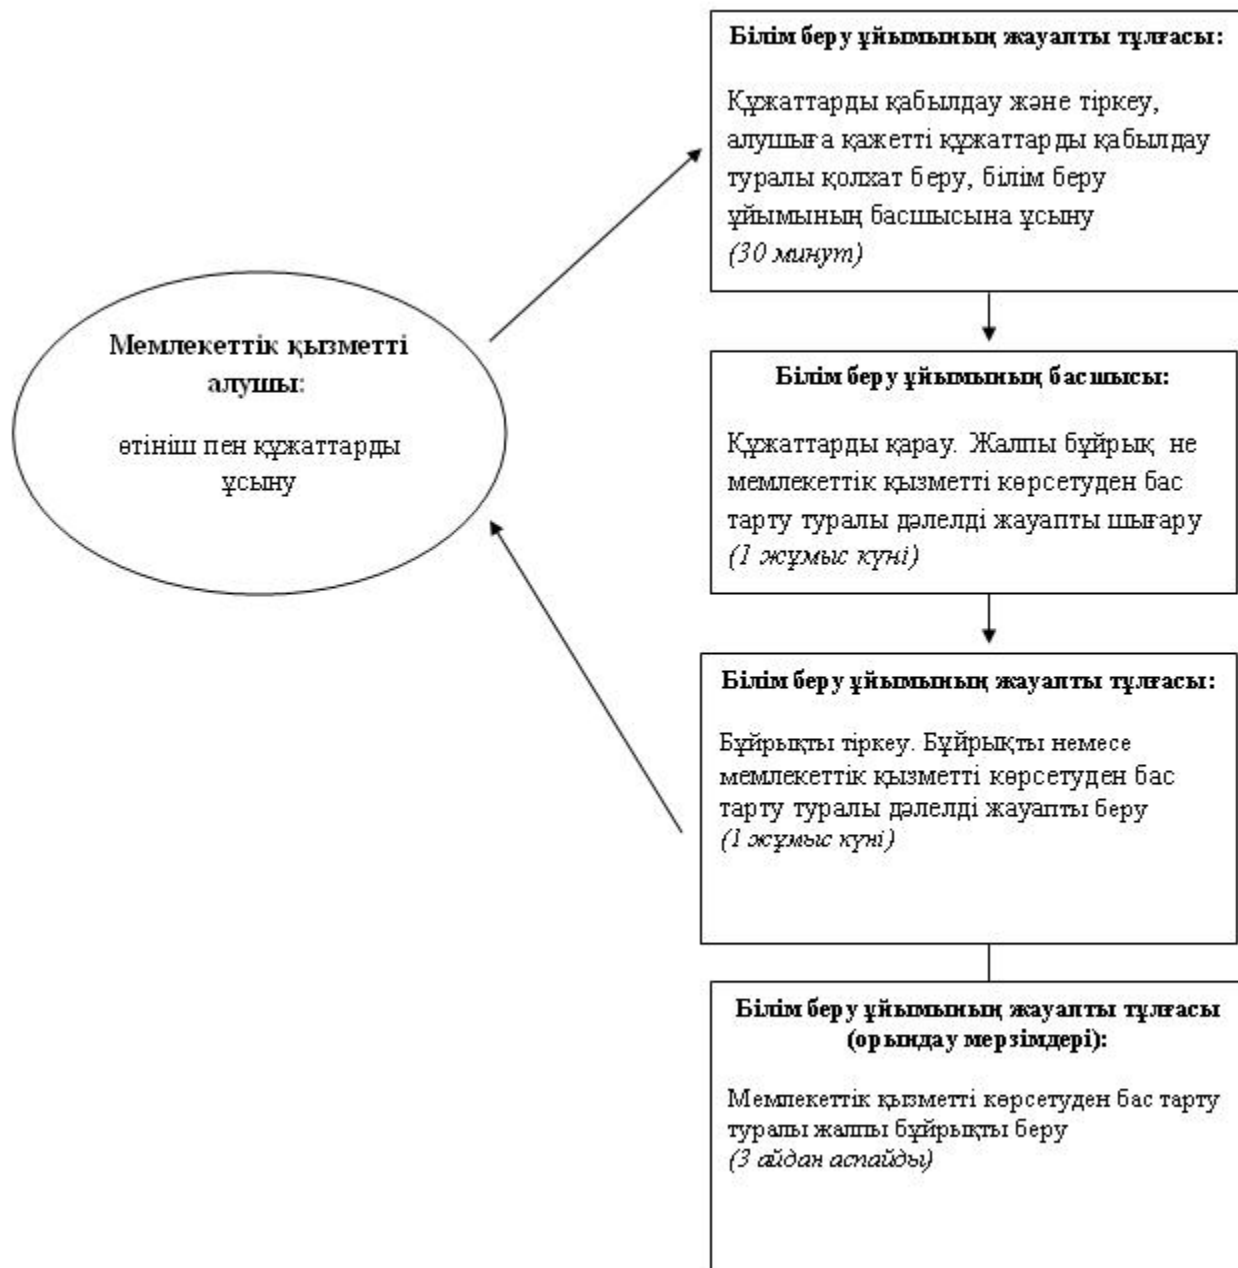 Білім беру ұйымының жауапты тұлғасы:
Құжаттарды қабылдау және тіркеу,
алушыға қажетті құжаттарды қабылдау
туралы қолхат беру, білім беру
ұйымының басшысына ұсыну
(30 минут)
Мемлекеттік қызметті
алушы:
өтініш пен құжаттарды
ұсыну
Білім беру ұйымының басшысы:
Құжаттарды қарау. Жалпы бұйрық не
мемлекеттік қызметті көрсетуден бас
тарту туралы дәлелді жауапты шығару
(1 жұмыс күні)
Білім беру ұйымының жауапты тұлғасы:
Бұйрықты тіркеу. Бұйрықты немесе
мемлекеттік қызметті көрсетуден бас
тарту туралы дәлелді жауапты беру
(1 жұмыс күні)
Білім беру ұйымының жауапты тұлғасы
(орындау мерзімдері):
Мемлекеттік қызметті көрсетуден бас тарту
туралы жалпы бұйрықты беру
(3 айдан аспайды)